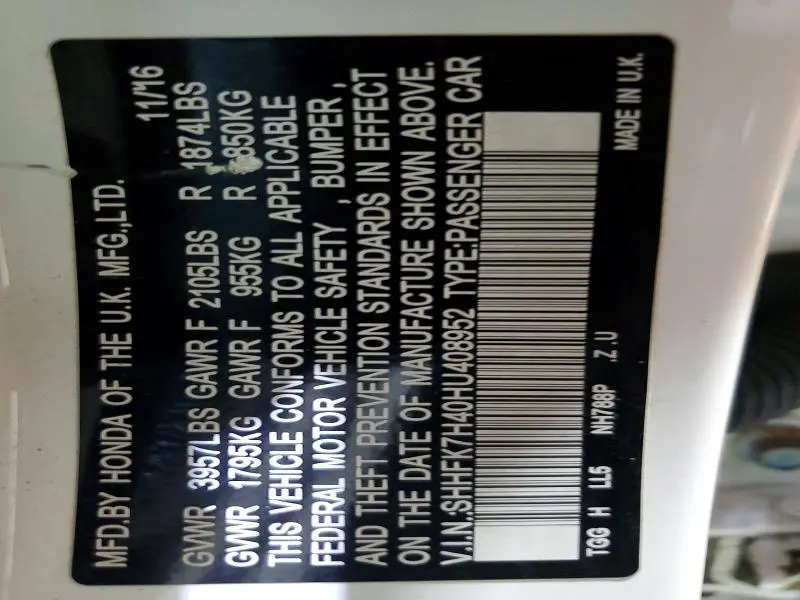 MFD.BY HONDA OF THE U.K. MFG.,LTD. 11/16
GVWR 3957LBS GAWR F 2105LBS R 1874LBS
GVWR 1795KG GAWR F 955KG R 850KG
THIS VEHICLE CONFORMS TO ALL APPLICABLE
FEDERAL MOTOR VEHICLE SAFETY , BUMPER ,
AND THEFT PREVENTION STANDARDS IN EFFECT
ON THE DATE OF MANUFACTURE SHOWN ABOVE.
V.I.N.SHHFK7H40HU408952 TYPE:PASSENGER CAR
TGG H LL5 NH788P .Z .U MADE IN U.K.